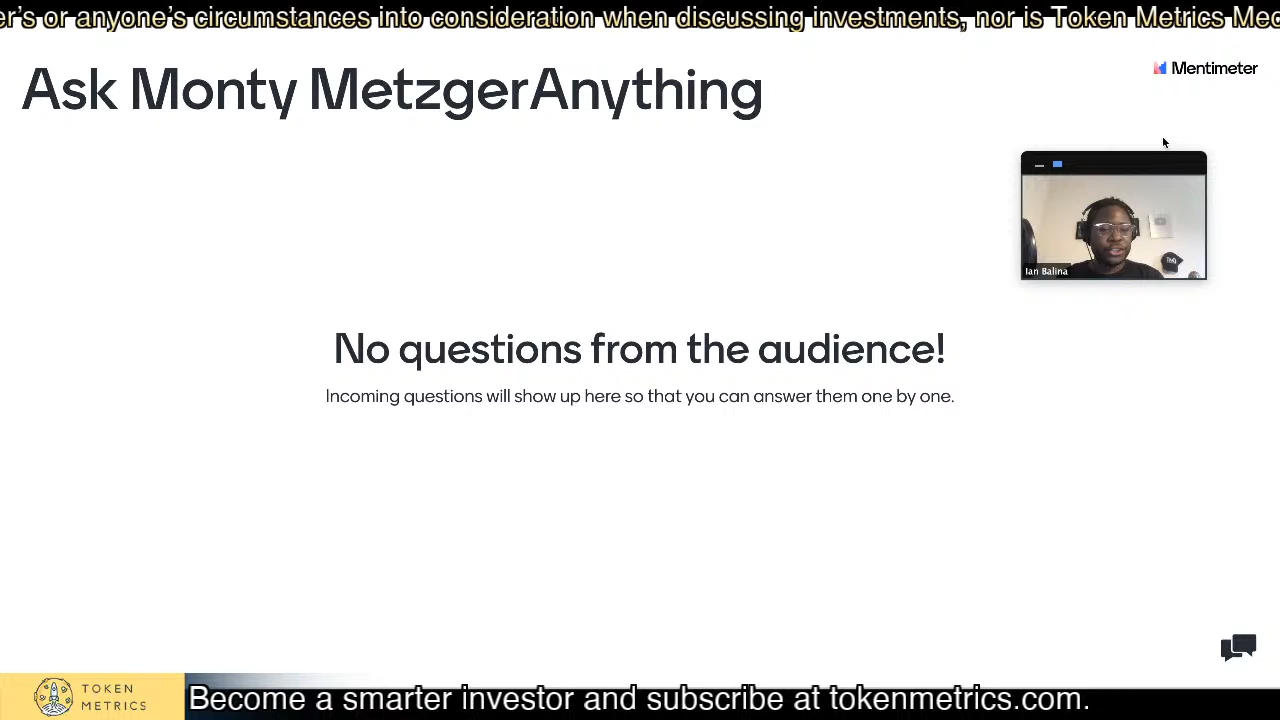 er's or anyone's circumstances into consideration when discussing investments, nor is Token Metrics Med
Ask Monty MetzgerAnything
Mentimeter
Ian Balina
No questions from the audience!
Incoming questions will show up here so that you can answer them one by one.
TOKEN
METRICS
Become a smarter investor and subscribe at tokenmetrics.com.